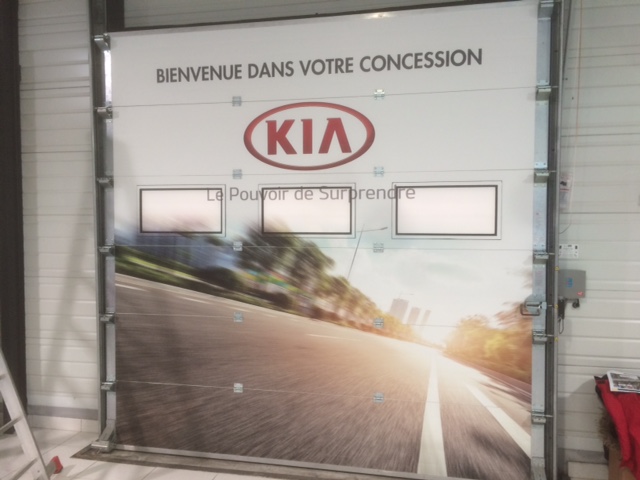 BIENVENUE DANS VOTRE CONCESSION
KIA
Le Pouvoir de Surprendre